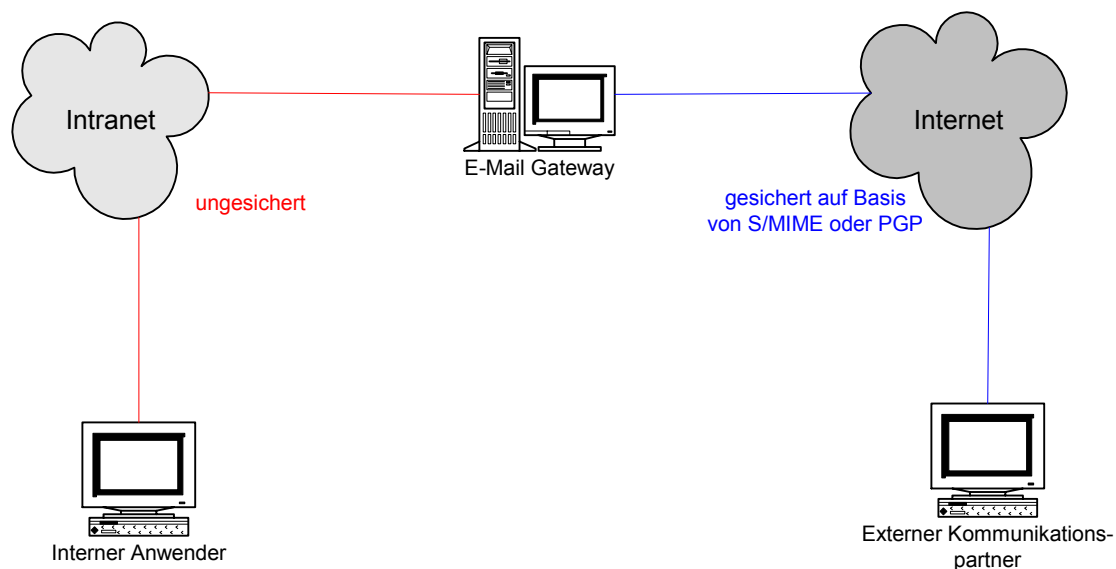 Intranet
Internet
E-Mail Gateway
ungesichert
gesichert auf Basis
von S/MIME oder PGP
Interner Anwender
Externer Kommunikations-
partner